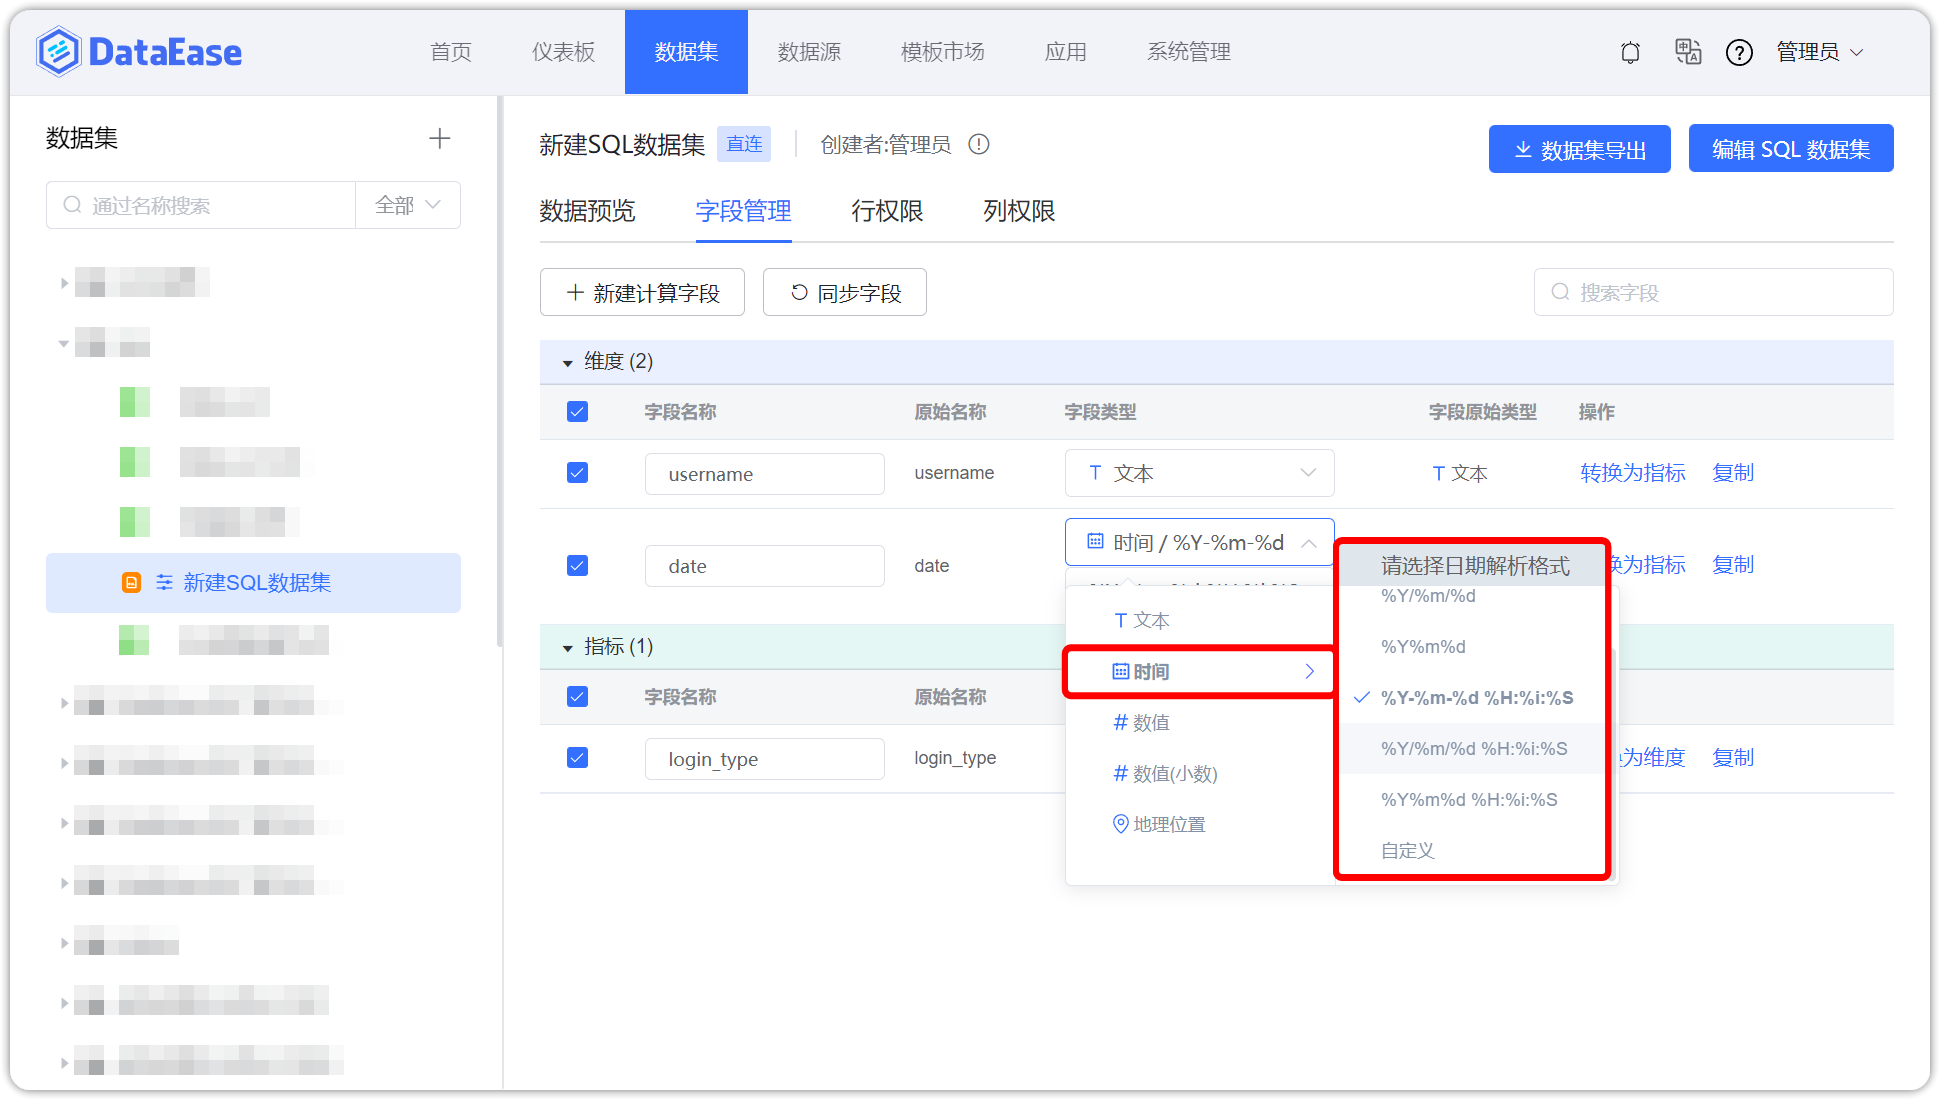 DataEase
首页 仪表板 数据集 数据源 模板市场 应用 系统管理 管理员
数据集
通过名称搜索 全部
新建SQL数据集
新建SQL数据集 直连 创建者:管理员
数据集导出 编辑 SQL 数据集
数据预览 字段管理 行权限 列权限
新建计算字段 同步字段 搜索字段
维度 (2)
字段名称 原始名称 字段类型 字段原始类型 操作
username username 文本 文本 转换为指标 复制
date date 时间 / %Y-%m-%d 换为指标 复制
文本
时间
数值
数值(小数)
地理位置
请选择日期解析格式
%Y/%m/%d
%Y%m%d
%Y-%m-%d %H:%i:%S
%Y/%m/%d %H:%i:%S
%Y%m%d %H:%i:%S
自定义
指标 (1)
字段名称 原始名称
login_type login_type 为维度 复制